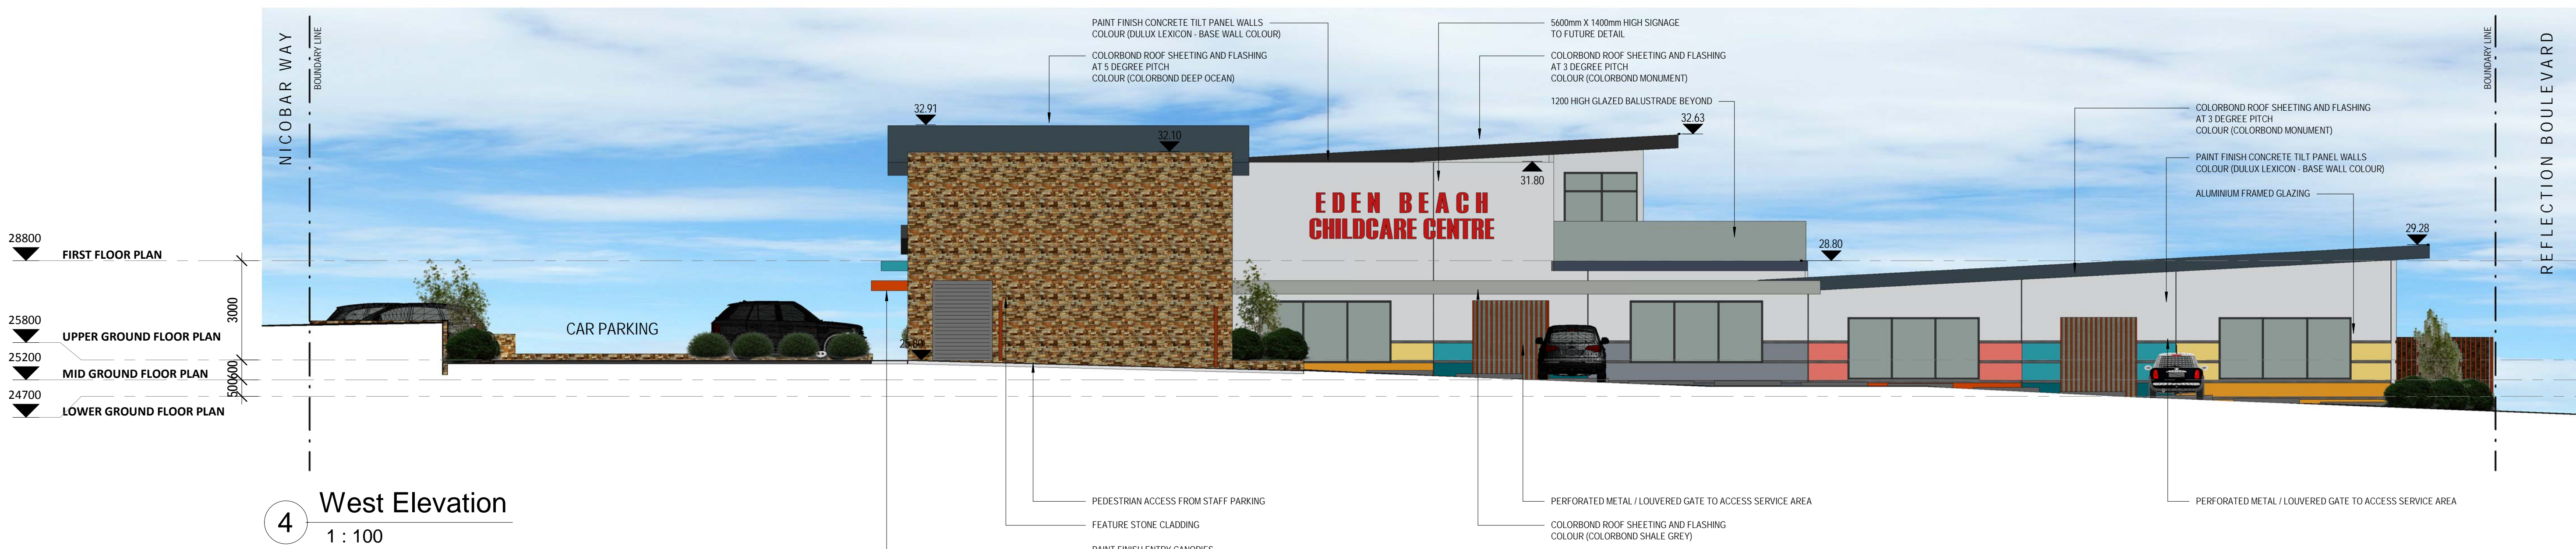 NICOBAR WAY
BOUNDARY LINE
PAINT FINISH CONCRETE TILT PANEL WALLS
COLOUR (DULUX LEXICON - BASE WALL COLOUR)
COLORBOND ROOF SHEETING AND FLASHING
AT 5 DEGREE PITCH
COLOUR (COLORBOND DEEP OCEAN)
5600mm X 1400mm HIGH SIGNAGE
TO FUTURE DETAIL
COLORBOND ROOF SHEETING AND FLASHING
AT 3 DEGREE PITCH
COLOUR (COLORBOND MONUMENT)
1200 HIGH GLAZED BALUSTRADE BEYOND
COLORBOND ROOF SHEETING AND FLASHING
AT 3 DEGREE PITCH
COLOUR (COLORBOND MONUMENT)
PAINT FINISH CONCRETE TILT PANEL WALLS
COLOUR (DULUX LEXICON - BASE WALL COLOUR)
ALUMINIUM FRAMED GLAZING
BOUNDARY LINE
REFLECTION BOULEVARD
32.91
32.10
32.63
31.80
28.80
29.28
EDEN BEACH
CHILDCARE CENTRE
28800
FIRST FLOOR PLAN
3000
25800
UPPER GROUND FLOOR PLAN
25200
MID GROUND FLOOR PLAN
600
500
24700
LOWER GROUND FLOOR PLAN
CAR PARKING
25.80
PEDESTRIAN ACCESS FROM STAFF PARKING
FEATURE STONE CLADDING
PAINT FINISH ENTRY CANOPIES
PERFORATED METAL / LOUVERED GATE TO ACCESS SERVICE AREA
COLORBOND ROOF SHEETING AND FLASHING
COLOUR (COLORBOND SHALE GREY)
PERFORATED METAL / LOUVERED GATE TO ACCESS SERVICE AREA
4
West Elevation
1 : 100